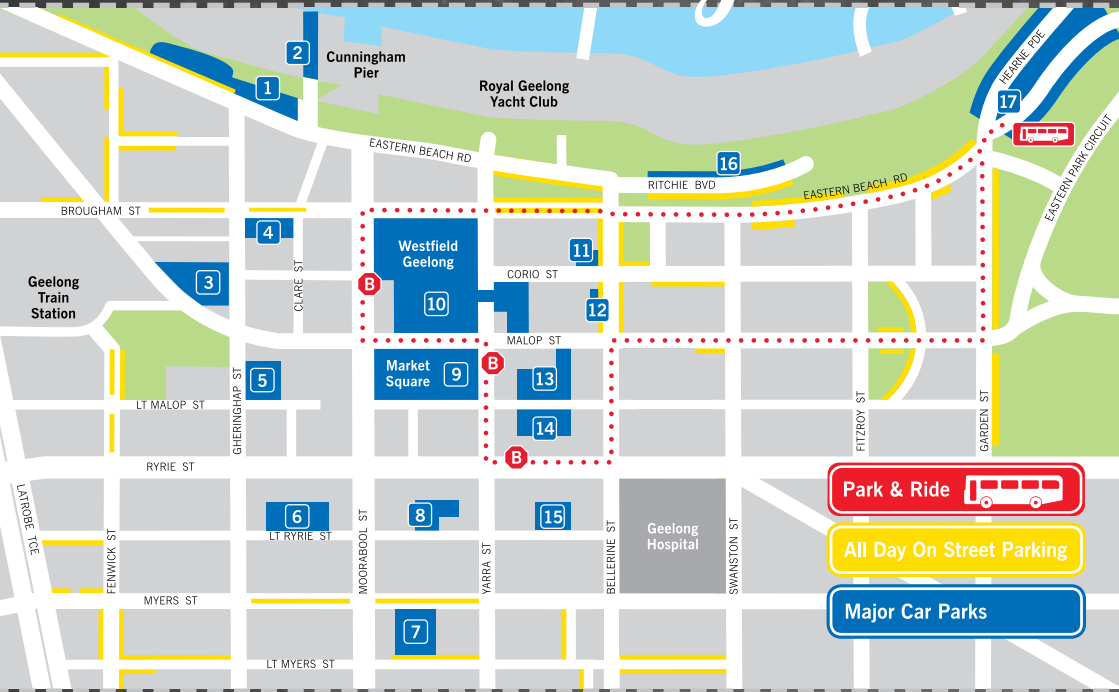 2
Cunningham
Pier
1
Royal Geelong
Yacht Club
HEARNE PDE
17
EASTERN PARK CIRCUIT
EASTERN BEACH RD
16
RITCHIE BVD
EASTERN BEACH RD
BROUGHAM ST
4
Westfield
Geelong
11
CORIO ST
3
Geelong
Train
Station
CLARE ST
B
10
12
MALOP ST
B
Market
Square
9
13
5
GHERINGHAP ST
LT MALOP ST
14
FITZROY ST
GARDEN ST
B
RYRIE ST
LATROBE TCE
Park & Ride
6
LT RYRIE ST
8
15
Geelong
Hospital
FENWICK ST
MOORABOOL ST
YARRA ST
BELLERINE ST
SWANSTON ST
All Day On Street Parking
MYERS ST
Major Car Parks
7
LT MYERS ST